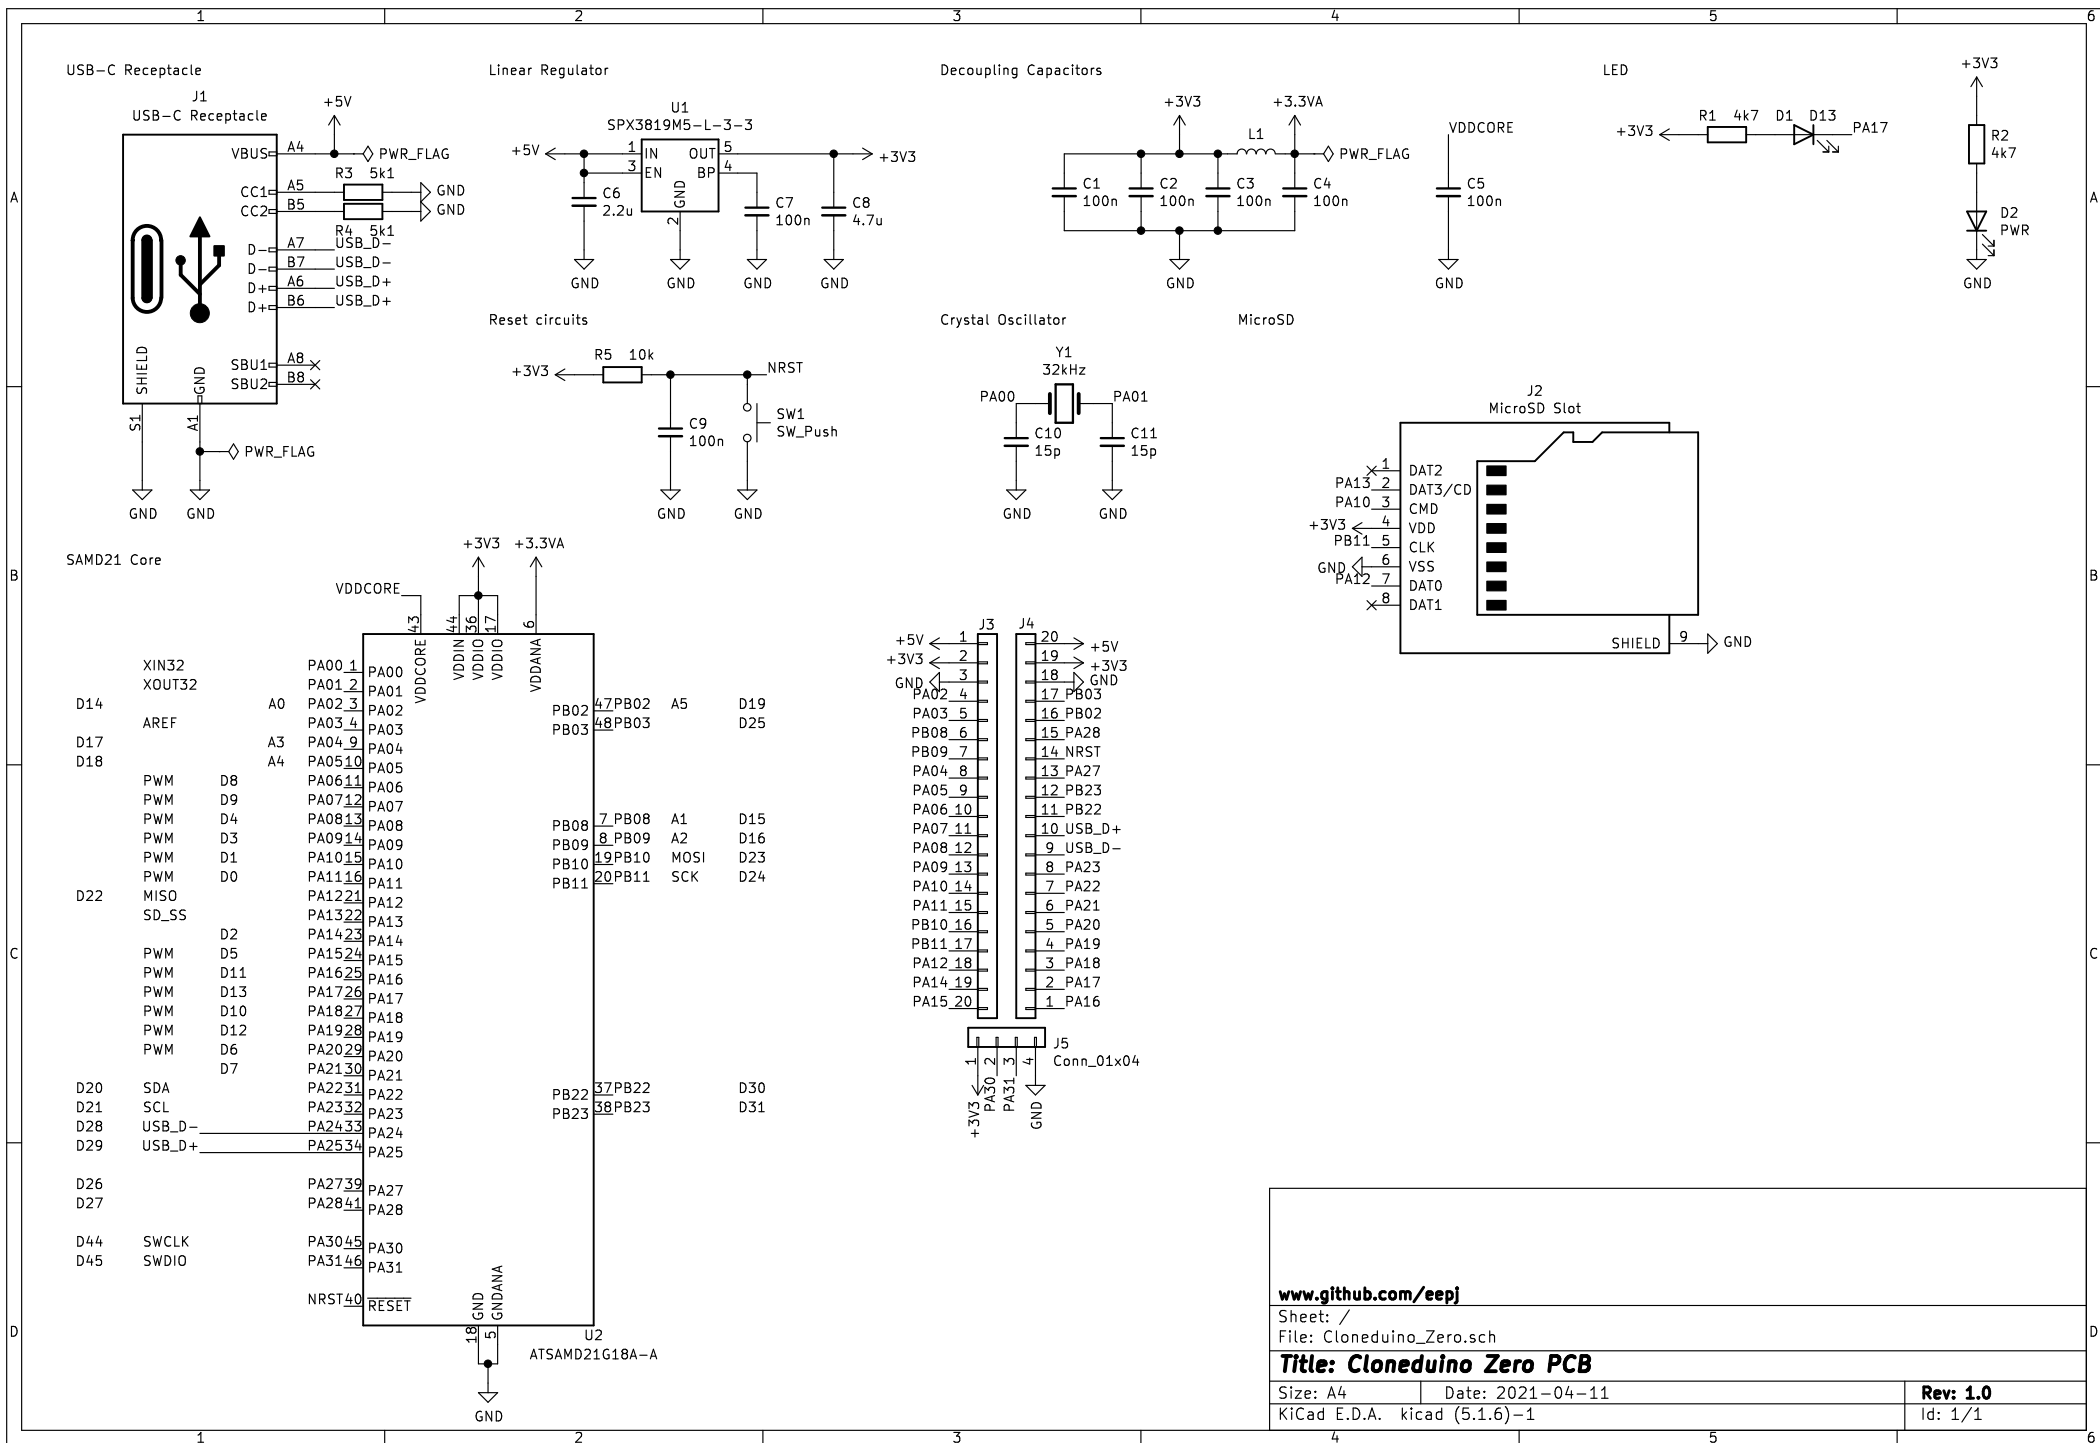 1 2 3 4 5 6
USB-C Receptacle
J1
USB-C Receptacle
+5V
VBUS A4 PWR_FLAG
R3 5k1
CC1 A5 GND
CC2 B5 GND
R4 5k1
D- A7 USB_D-
D- B7 USB_D-
D+ A6 USB_D+
D+ B6 USB_D+
SBU1 A8
SBU2 B8
SHIELD GND
S1 A1
PWR_FLAG
GND GND
Linear Regulator
U1
SPX3819M5-L-3-3
+5V 1 IN OUT 5 +3V3
3 EN BP 4
GND
2
C6
2.2u
C7
100n
C8
4.7u
GND GND GND GND
Decoupling Capacitors
+3V3 +3.3VA
L1
PWR_FLAG
C1
100n
C2
100n
C3
100n
C4
100n
GND
VDDCORE
C5
100n
GND
LED
+3V3 R1 4k7 D1 D13 PA17
+3V3
R2
4k7
D2
PWR
GND
Reset circuits
R5 10k
+3V3 NRST
C9
100n
SW1
SW_Push
GND GND
Crystal Oscillator
Y1
32kHz
PA00 PA01
C10
15p
C11
15p
GND GND
MicroSD
J2
MicroSD Slot
1 DAT2
PA13 2 DAT3/CD
PA10 3 CMD
+3V3 4 VDD
PB11 5 CLK
GND 6 VSS
PA12 7 DAT0
8 DAT1
SHIELD 9 GND
SAMD21 Core
+3V3 +3.3VA
VDDCORE
43 44 36 17 6
VDDCORE VDDIN VDDIO VDDIO VDDANA
XIN32 PA00 1 PA00
XOUT32 PA01 2 PA01
D14 A0 PA02 3 PA02
AREF PA03 4 PA03
D17 A3 PA04 9 PA04
D18 A4 PA05 10 PA05
PWM D8 PA06 11 PA06
PWM D9 PA07 12 PA07
PWM D4 PA08 13 PA08
PWM D3 PA09 14 PA09
PWM D1 PA10 15 PA10
PWM D0 PA11 16 PA11
D22 MISO PA12 21 PA12
SD_SS PA13 22 PA13
D2 PA14 23 PA14
PWM D5 PA15 24 PA15
PWM D11 PA16 25 PA16
PWM D13 PA17 26 PA17
PWM D10 PA18 27 PA18
PWM D12 PA19 28 PA19
PWM D6 PA20 29 PA20
D7 PA21 30 PA21
D20 SDA PA22 31 PA22
D21 SCL PA23 32 PA23
D28 USB_D- PA24 33 PA24
D29 USB_D+ PA25 34 PA25
D26 PA27 39 PA27
D27 PA28 41 PA28
D44 SWCLK PA30 45 PA30
D45 SWDIO PA31 46 PA31
NRST 40 RESET
PB02 47 PB02 A5 D19
PB03 48 PB03 D25
PB08 7 PB08 A1 D15
PB09 8 PB09 A2 D16
PB10 19 PB10 MOSI D23
PB11 20 PB11 SCK D24
PB22 37 PB22 D30
PB23 38 PB23 D31
GND GNDANA
18 5
U2
ATSAMD21G18A-A
GND
J3 J4
+5V 1 20 +5V
+3V3 2 19 +3V3
GND 3 18 GND
PA02 4 17 PB03
PA03 5 16 PB02
PB08 6 15 PA28
PB09 7 14 NRST
PA04 8 13 PA27
PA05 9 12 PB23
PA06 10 11 PB22
PA07 11 10 USB_D+
PA08 12 9 USB_D-
PA09 13 8 PA23
PA10 14 7 PA22
PA11 15 6 PA21
PB10 16 5 PA20
PB11 17 4 PA19
PA12 18 3 PA18
PA14 19 2 PA17
PA15 20 1 PA16
J5
Conn_01x04
1 2 3 4
+3V3 PA30 PA31 GND
A A
B B
C C
D D
www.github.com/eepj
Sheet: /
File: Cloneduino_Zero.sch
Title: Cloneduino Zero PCB
Size: A4 Date: 2021-04-11 Rev: 1.0
KiCad E.D.A. kicad (5.1.6)-1 Id: 1/1
1 2 3 4 5 6